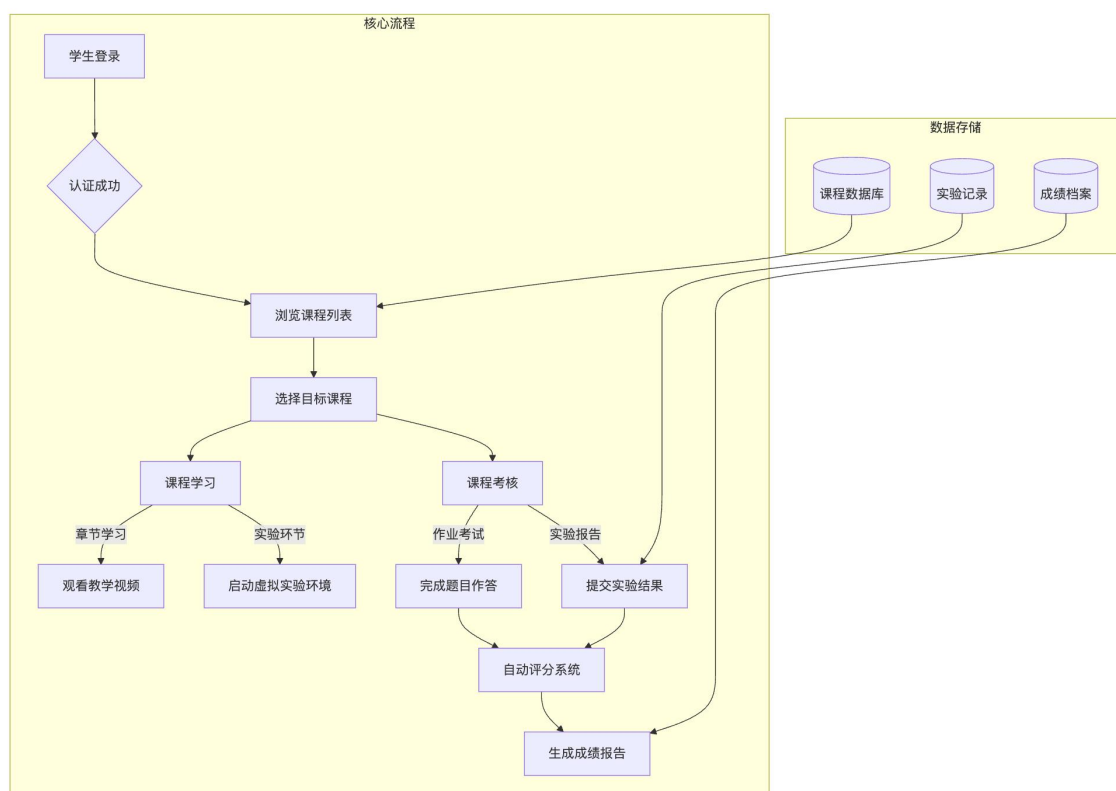 核心流程
学生登录
数据存储
认证成功
课程数据库
实验记录
成绩档案
浏览课程列表
选择目标课程
课程学习
课程考核
章节学习
实验环节
作业考试
实验报告
观看教学视频
启动虚拟实验环境
完成题目作答
提交实验结果
自动评分系统
生成成绩报告